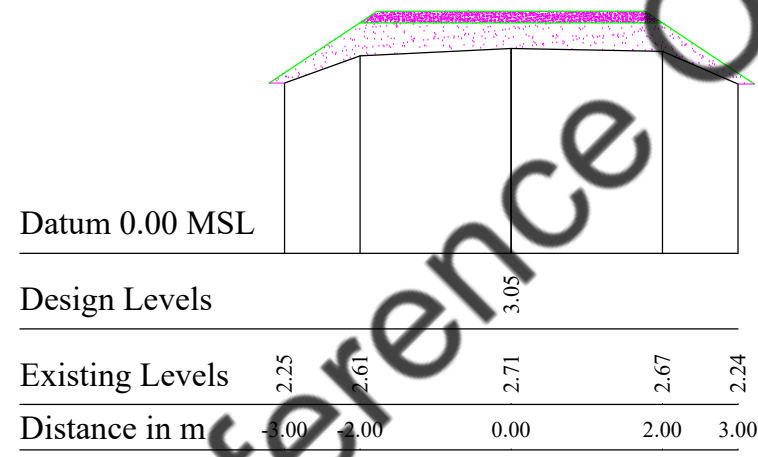 Datum 0.00 MSL
Design Levels 3.05
Existing Levels 2.25 2.61 2.71 2.67 2.24
Distance in m -3.00 -2.00 0.00 2.00 3.00
ference